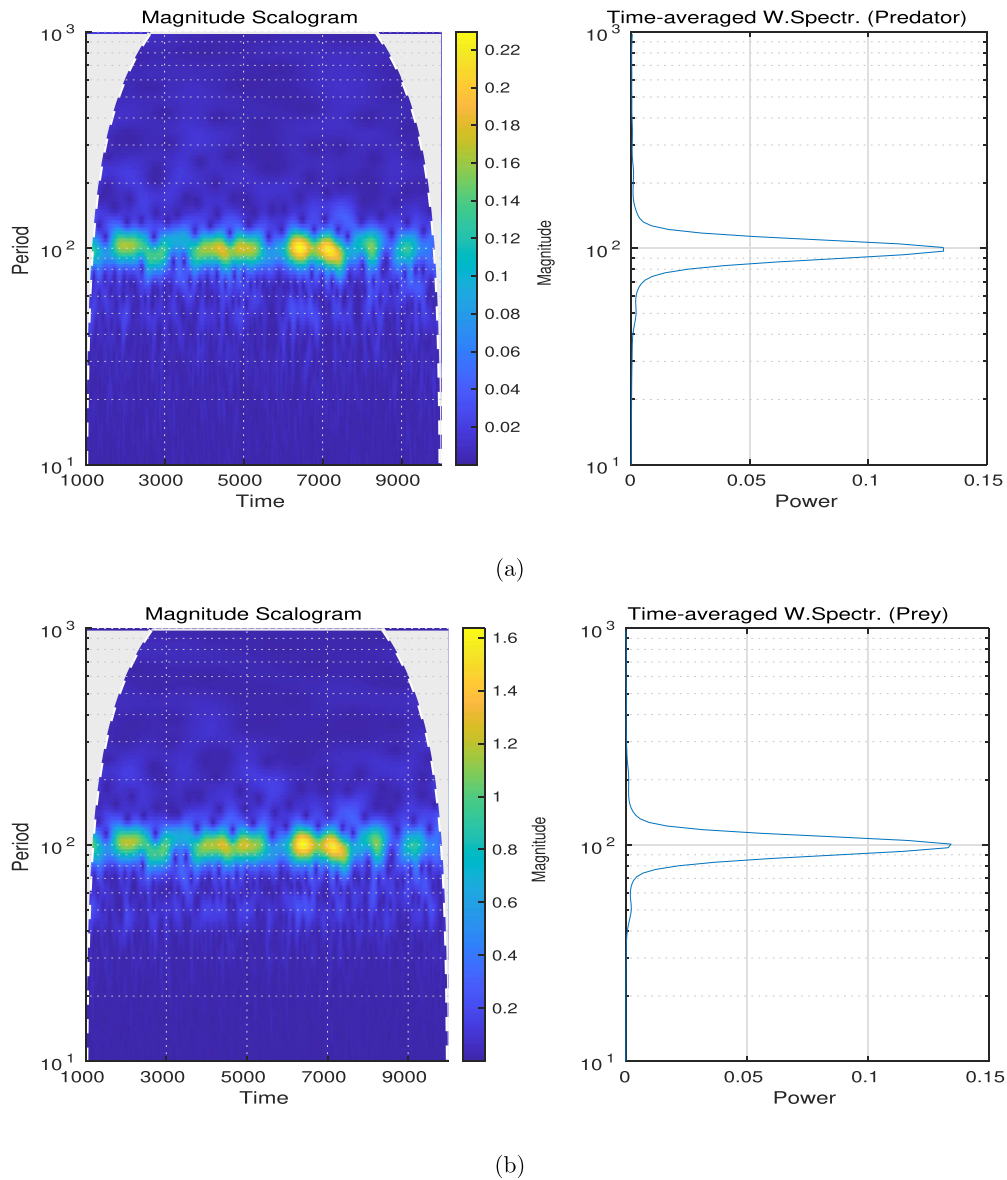 Magnitude Scalogram
10^3
10^2
10^1
Period
1000 3000 5000 7000 9000
Time
0.22
0.2
0.18
0.16
0.14
0.12
0.1
0.08
0.06
0.04
0.02
Magnitude
Time-averaged W.Spectr. (Predator)
10^3
10^2
10^1
0 0.05 0.1 0.15
Power
(a)
Magnitude Scalogram
10^3
10^2
10^1
Period
1000 3000 5000 7000 9000
Time
1.6
1.4
1.2
1
0.8
0.6
0.4
0.2
Magnitude
Time-averaged W.Spectr. (Prey)
10^3
10^2
10^1
0 0.05 0.1 0.15
Power
(b)